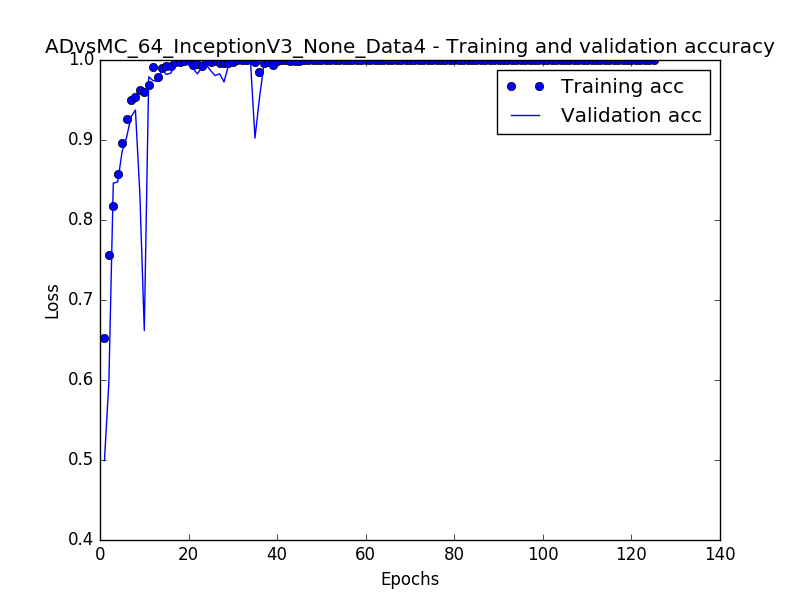 ADvsMC_64_InceptionV3_None_Data4 - Training and validation accuracy
1.0
0.9
0.8
0.7
0.6
0.5
0.4
Loss
Training acc
Validation acc
0 20 40 60 80 100 120 140
Epochs